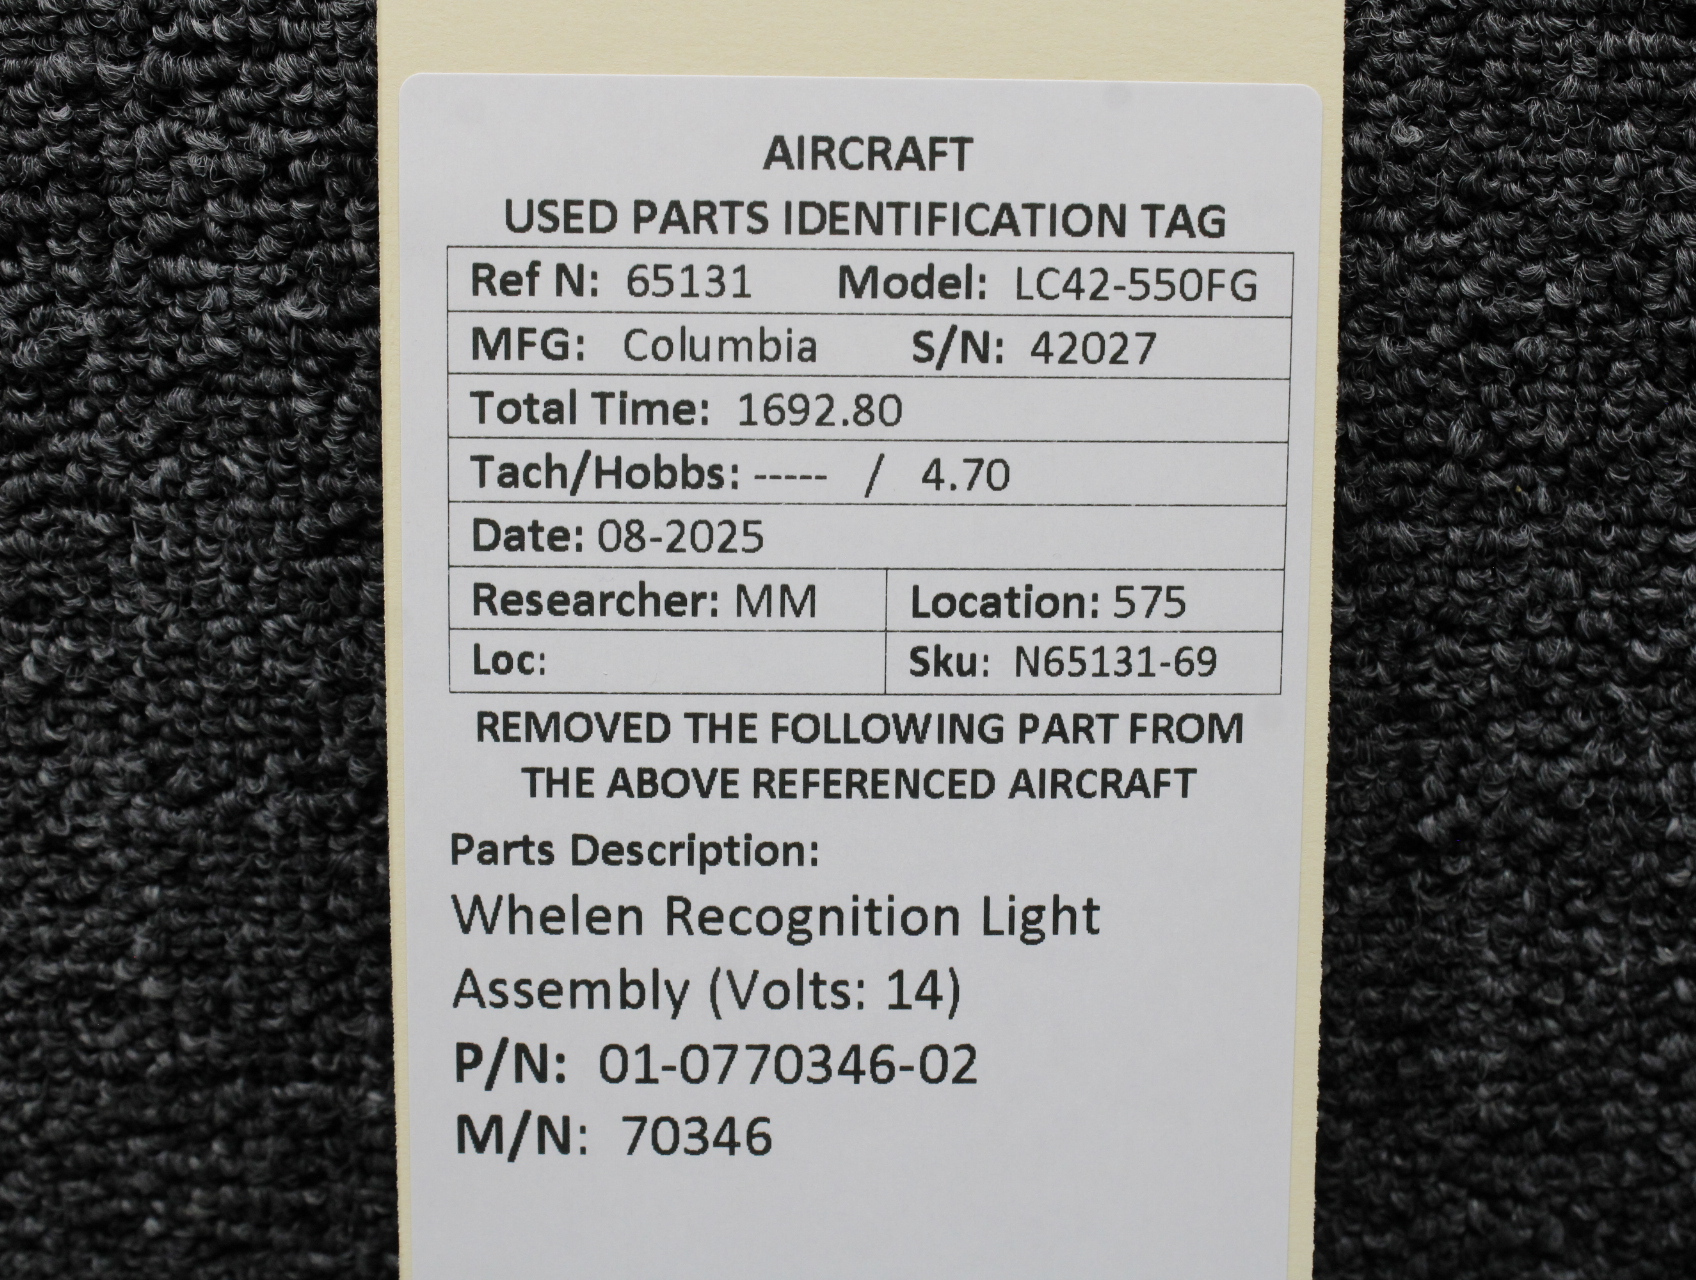 AIRCRAFT
USED PARTS IDENTIFICATION TAG
Ref N: 65131 Model: LC42-550FG
MFG: Columbia S/N: 42027
Total Time: 1692.80
Tach/Hobbs: ----- / 4.70
Date: 08-2025
Researcher: MM Location: 575
Loc: Sku: N65131-69
REMOVED THE FOLLOWING PART FROM
THE ABOVE REFERENCED AIRCRAFT
Parts Description:
Whelen Recognition Light
Assembly (Volts: 14)
P/N: 01-0770346-02
M/N: 70346